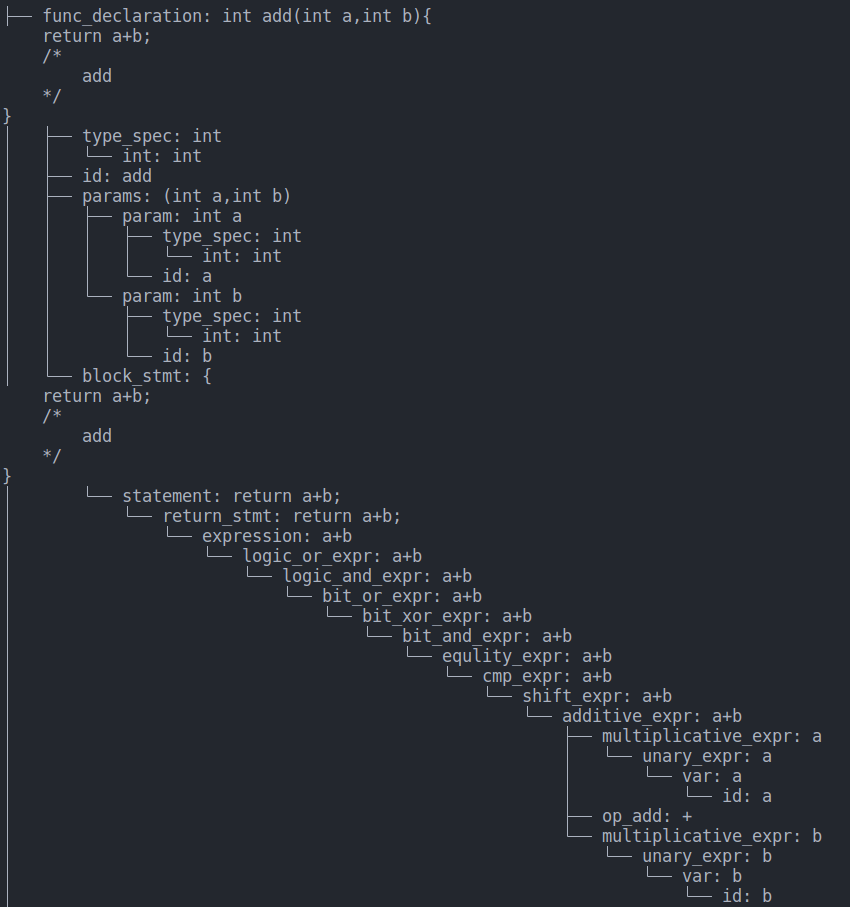 ├── func_declaration: int add(int a,int b){
    return a+b;
    /*
        add
    */
}
│   ├── type_spec: int
│   │   └── int: int
│   ├── id: add
│   ├── params: (int a,int b)
│   │   ├── param: int a
│   │   │   ├── type_spec: int
│   │   │   │   └── int: int
│   │   │   └── id: a
│   │   └── param: int b
│   │       ├── type_spec: int
│   │       │   └── int: int
│   │       └── id: b
│   └── block_stmt: {
    return a+b;
    /*
        add
    */
}
│       └── statement: return a+b;
│           └── return_stmt: return a+b;
│               └── expression: a+b
│                   └── logic_or_expr: a+b
│                       └── logic_and_expr: a+b
│                           └── bit_or_expr: a+b
│                               └── bit_xor_expr: a+b
│                                   └── bit_and_expr: a+b
│                                       └── equlity_expr: a+b
│                                           └── cmp_expr: a+b
│                                               └── shift_expr: a+b
│                                                   └── additive_expr: a+b
│                                                       ├── multiplicative_expr: a
│                                                       │   └── unary_expr: a
│                                                       │       └── var: a
│                                                       │           └── id: a
│                                                       ├── op_add: +
│                                                       └── multiplicative_expr: b
│                                                           └── unary_expr: b
│                                                               └── var: b
│                                                                   └── id: b